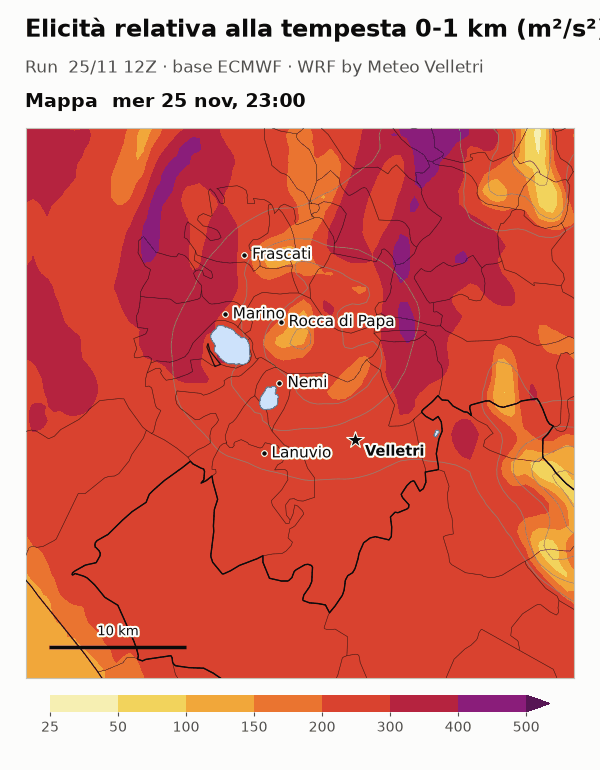 Elicità relativa alla tempesta 0-1 km (m²/s²)
Run 25/11 12Z · base ECMWF · WRF by Meteo Velletri
Mappa mer 25 nov, 23:00
Frascati
Marino
Rocca di Papa
Nemi
Velletri
Lanuvio
10 km
25 50 100 150 200 300 400 500